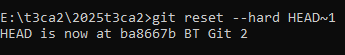 E:\t3ca2\2025t3ca2>git reset --hard HEAD~1
HEAD is now at ba8667b BT Git 2